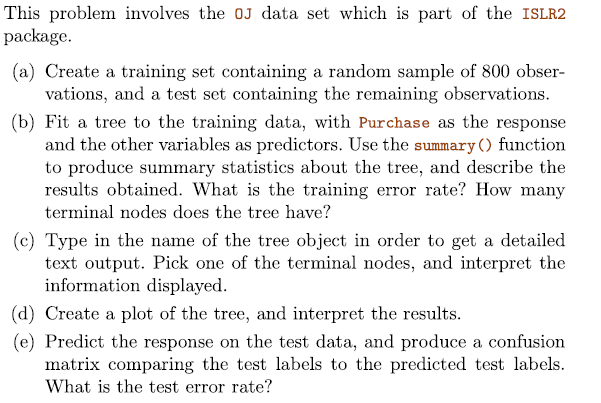 This problem involves the OJ data set which is part of the ISLR2
package.
(a) Create a training set containing a random sample of 800 obser-
vations, and a test set containing the remaining observations.
(b) Fit a tree to the training data, with Purchase as the response
and the other variables as predictors. Use the summary() function
to produce summary statistics about the tree, and describe the
results obtained. What is the training error rate? How many
terminal nodes does the tree have?
(c) Type in the name of the tree object in order to get a detailed
text output. Pick one of the terminal nodes, and interpret the
information displayed.
(d) Create a plot of the tree, and interpret the results.
(e) Predict the response on the test data, and produce a confusion
matrix comparing the test labels to the predicted test labels.
What is the test error rate?